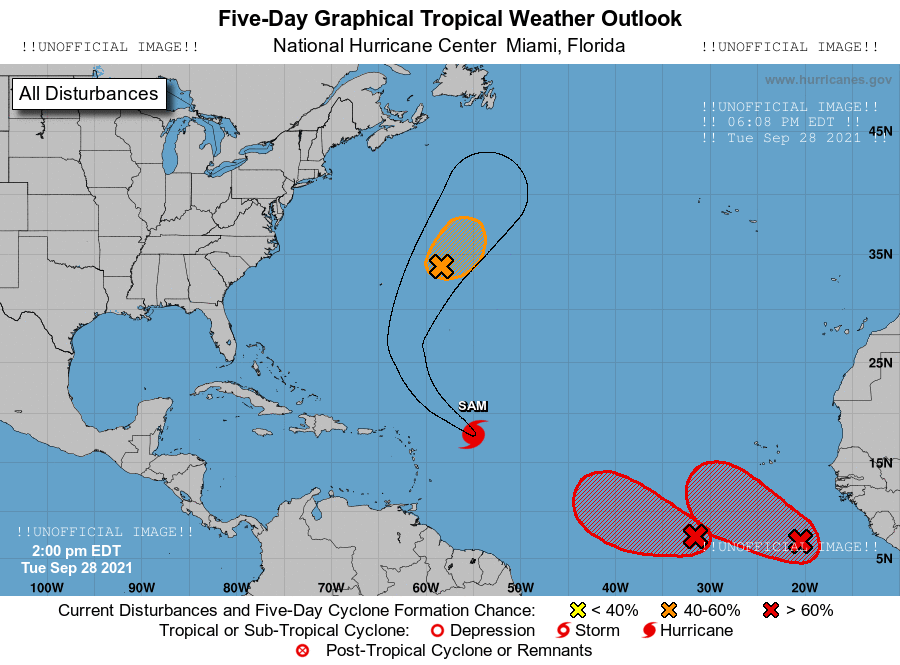 Five-Day Graphical Tropical Weather Outlook
!!UNOFFICIAL IMAGE!! National Hurricane Center Miami, Florida !!UNOFFICIAL IMAGE!!
All Disturbances
www.hurricanes.gov
!!UNOFFICIAL IMAGE!!
!! 06:08 PM EDT !!
!! Tue Sep 28 2021 !!
45N
35N
25N
SAM
15N
!!UNOFFICIAL IMAGE!!
!!UNOFFICIAL IMAGE!!
2:00 pm EDT
5N
Tue Sep 28 2021
100W 90W 80W 70W 60W 50W 40W 30W 20W
Current Disturbances and Five-Day Cyclone Formation Chance: < 40% 40-60% > 60%
Tropical or Sub-Tropical Cyclone: Depression Storm Hurricane
Post-Tropical Cyclone or Remnants